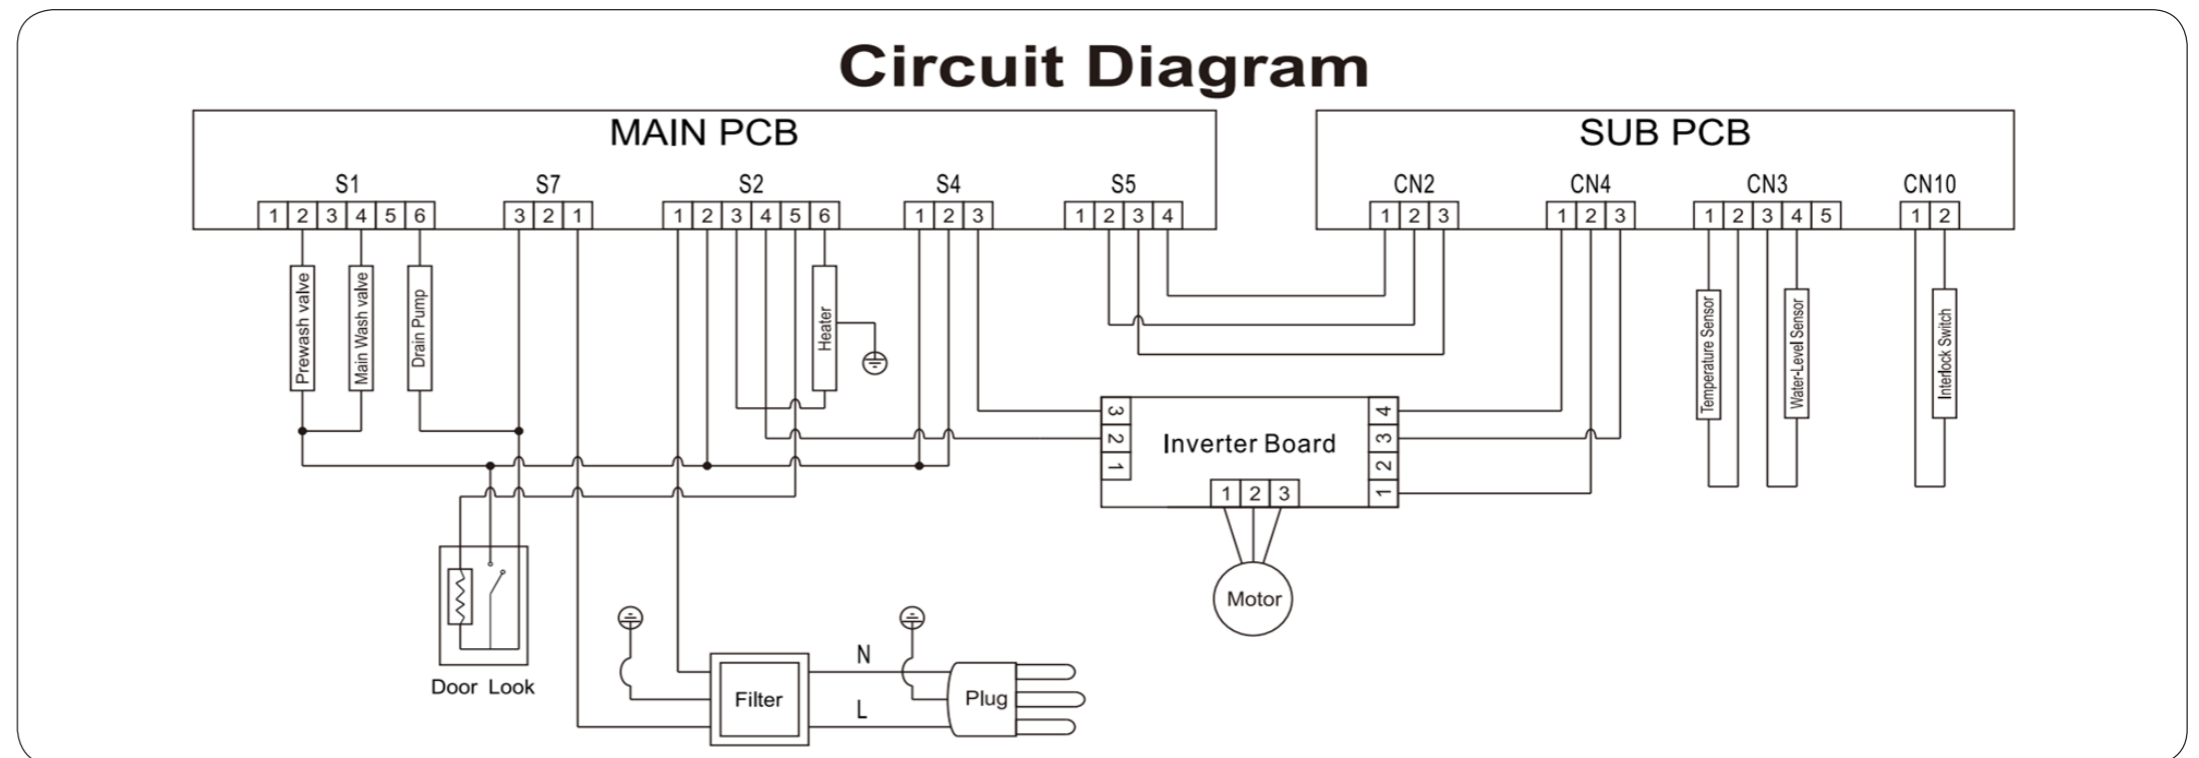 Circuit Diagram
MAIN PCB
SUB PCB
S1
S7
S2
S4
S5
CN2
CN4
CN3
CN10
1 2 3 4 5 6
3 2 1
1 2 3 4 5 6
1 2 3
1 2 3 4
1 2 3
1 2 3
1 2 3 4 5
1 2
Prewash valve
Main Wash valve
Drain Pump
Heater
Temperature Sensor
Water-Level Sensor
Interlock Switch
3
2
1
Inverter Board
4
3
2
1
1 2 3
Motor
Door Look
Filter
N
L
Plug